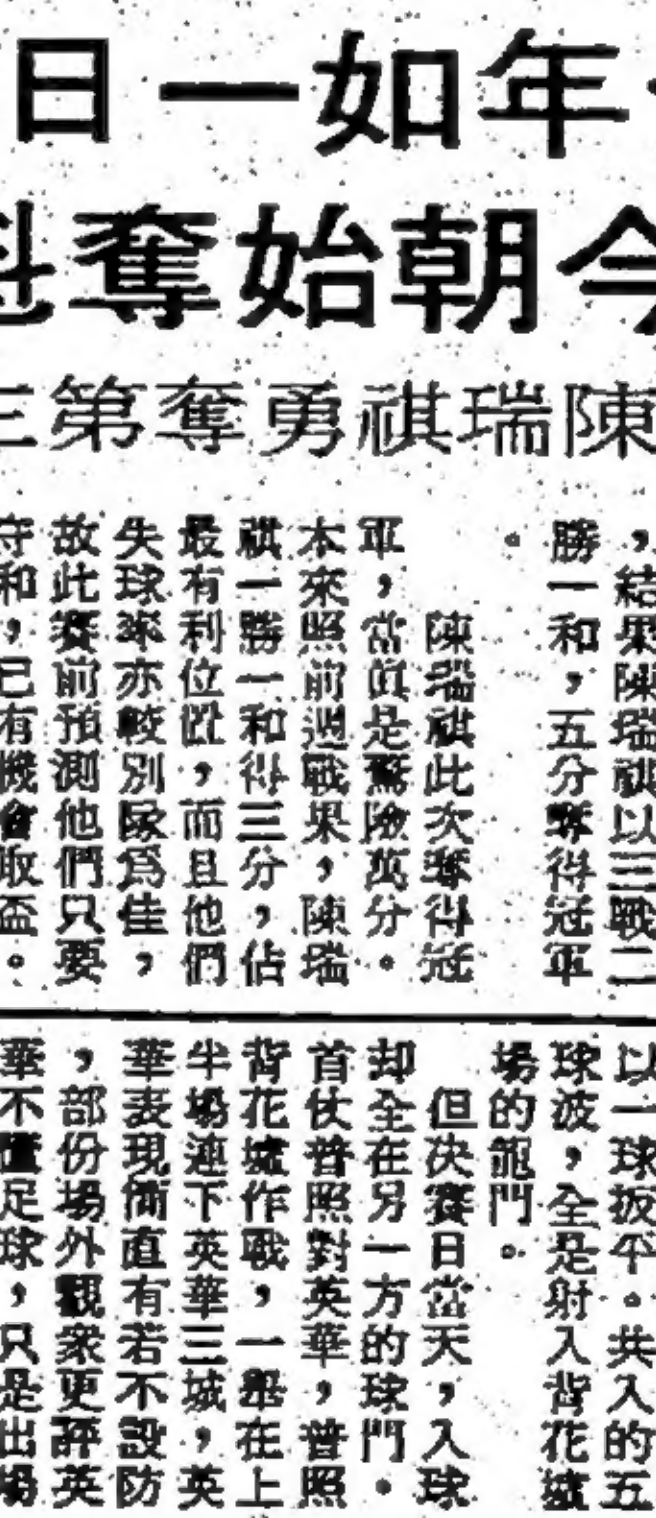 年如一日
今朝始奪魁
陳瑞祺勇奪第三
，結果陳瑞祺以三戰二
勝一和，五分奪得冠軍
。
陳瑞祺此次奪得冠
軍，當眞是驚險萬分。
本來照前週戰果，陳瑞
祺一勝一和得三分，佔
最有利位置，而且他們
失球率亦較別隊爲佳，
故此賽前預測他們只要
守和，已有機會取盃。
以一球扳平。共入的五
球波，全是射入背花墟
場的龍門。
但決賽日當天，入球
却全在另一方的球門。
首仗普照對英華，普照
背花墟作戰，一舉在上
半場連下英華三城，英
華表現簡直有若不設防
，部份場外觀衆更評英
華不懂足球，只是出場